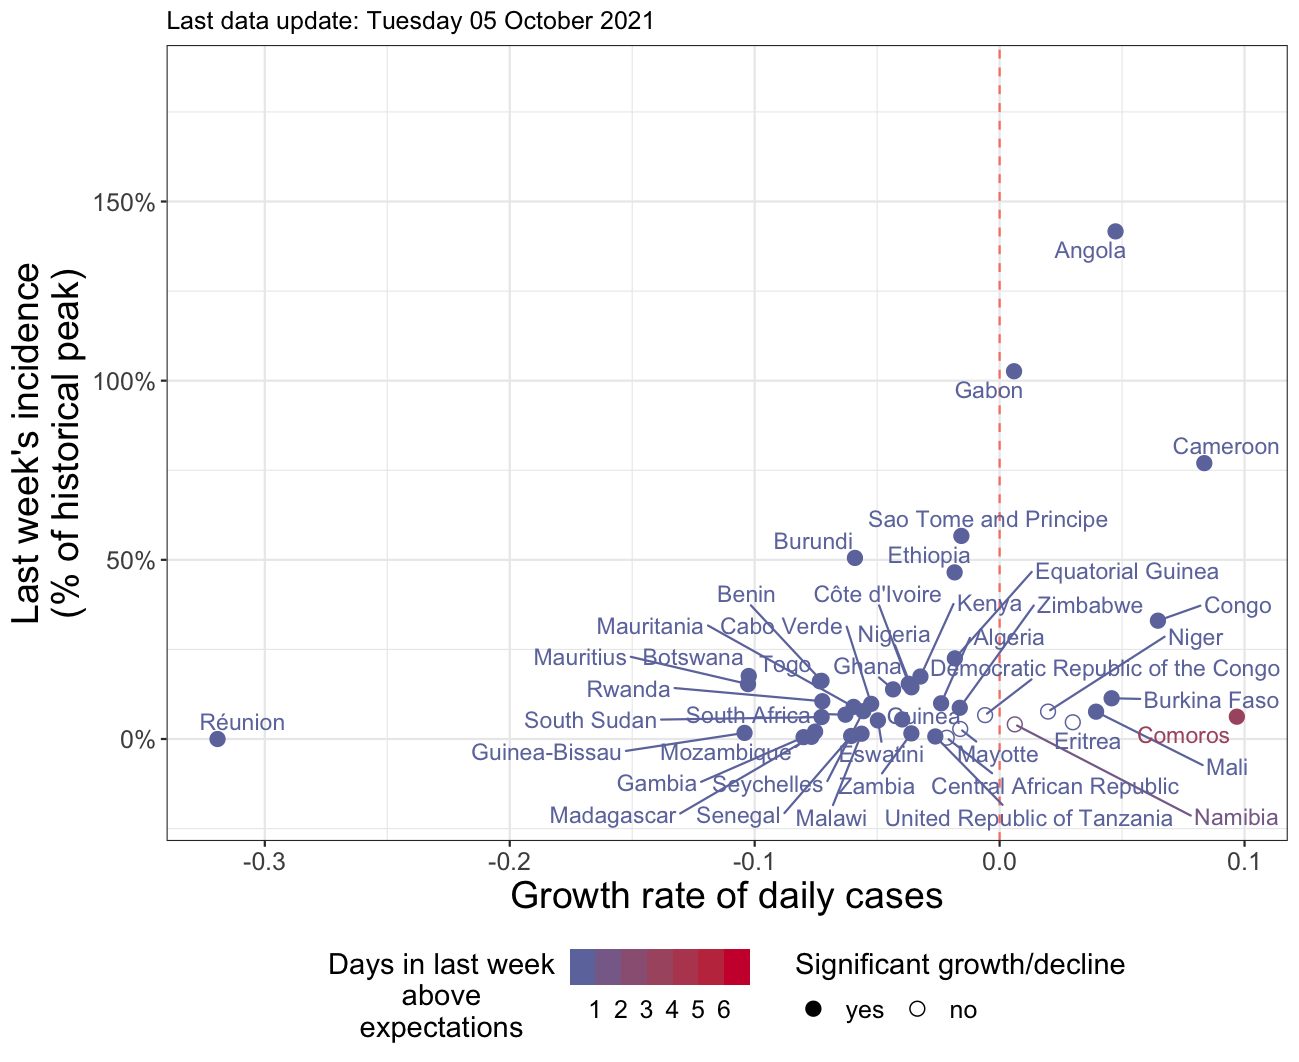 Last data update: Tuesday 05 October 2021
Last week's incidence
(% of historical peak)
150%
100%
50%
0%
Angola
Gabon
Cameroon
Sao Tome and Principe
Burundi
Ethiopia
Equatorial Guinea
Benin
Côte d'Ivoire
Kenya
Zimbabwe
Congo
Mauritania
Cabo Verde
Nigeria
Algeria
Niger
Mauritius
Botswana
Togo
Ghana
Democratic Republic of the Congo
Rwanda
Burkina Faso
South Sudan
South Africa
Guinea
Réunion
Comoros
Guinea-Bissau
Mozambique
Eswatini
Mayotte
Eritrea
Mali
Gambia
Seychelles
Zambia
Central African Republic
Madagascar
Senegal
Malawi
United Republic of Tanzania
Namibia
-0.3 -0.2 -0.1 0.0 0.1
Growth rate of daily cases
Days in last week
above
expectations
1 2 3 4 5 6
Significant growth/decline
yes no